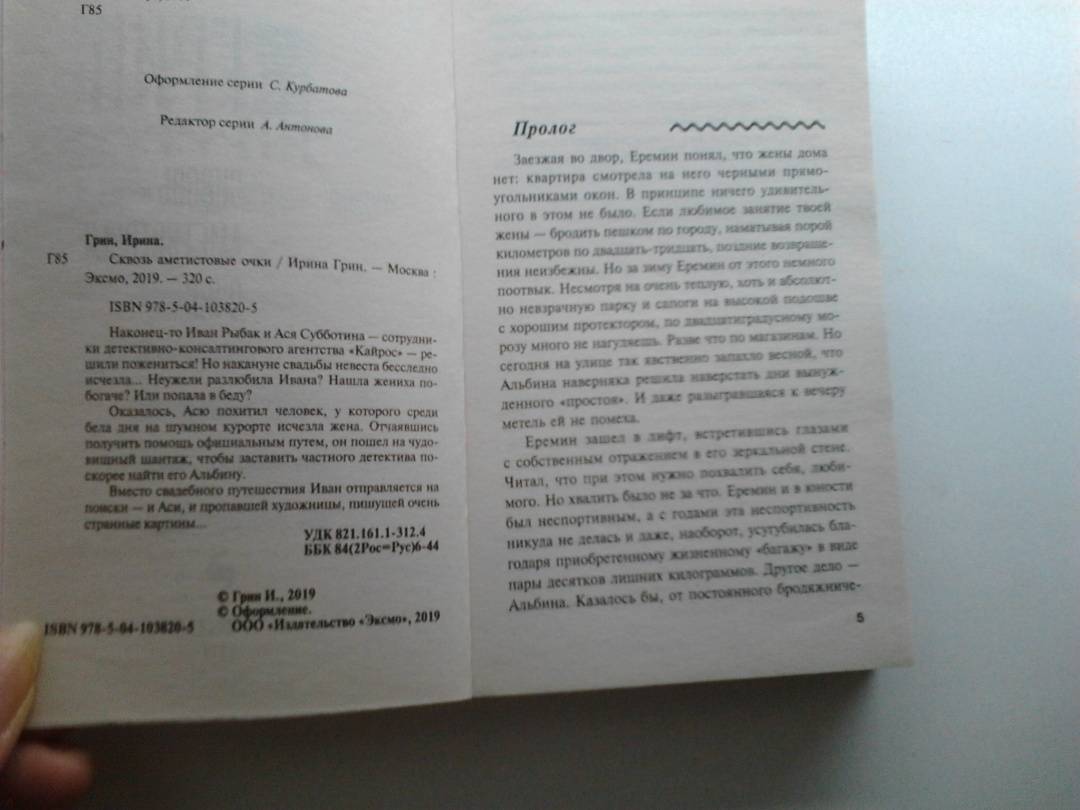 Г85
Оформление серии С. Курбатова
Редактор серии А. Антонова
Грин, Ирина.
Г85 Сквозь аметистовые очки / Ирина Грин. — Москва :
Эксмо, 2019. — 320 с.
ISBN 978-5-04-103820-5
Наконец-то Иван Рыбак и Ася Субботина — сотрудни-
ки детективно-консалтингового агентства «Кайрос» — ре-
шили пожениться! Но накануне свадьбы невеста бесследно
исчезла... Неужели разлюбила Ивана? Нашла жениха по-
богаче? Или попала в беду?
Оказалось, Асю похитил человек, у которого среди
бела дня на шумном курорте исчезла жена. Отчаявшись
получить помощь официальным путем, он пошел на чудо-
вищный шантаж, чтобы заставить частного детектива по-
скорее найти его Альбину.
Вместо свадебного путешествия Иван отправляется на
поиски — и Аси, и пропавшей художницы, пишущей очень
странные картины...
УДК 821.161.1-312.4
ББК 84(2Рос=Рус)6-44
© Грин И., 2019
© Оформление.
ООО «Издательство «Эксмо», 2019
ISBN 978-5-04-103820-5
Пролог
Заезжая во двор, Еремин понял, что жены дома
нет: квартира смотрела на него черными прямо-
угольниками окон. В принципе ничего удивитель-
ного в этом не было. Если любимое занятие твоей
жены — бродить пешком по городу, наматывая порой
километров по двадцать-тридцать, поздние возвраще-
ния неизбежны. Но за зиму Еремин от этого немного
поотвык. Несмотря на очень теплую, хоть и абсолют-
но невзрачную парку и сапоги на высокой подошве
с хорошим протектором, по двадцатиградусному мо-
розу много не нагуляешь. Разве что по магазинам. Но
сегодня на улице так явственно запахло весной, что
Альбина наверняка решила наверстать дни вынуж-
денного «простоя». И даже разыгравшаяся к вечеру
метель ей не помеха.
Еремин зашел в лифт, встретившись глазами
с собственным отражением в его зеркальной стене.
Читал, что при этом нужно похвалить себя, люби-
мого. Но хвалить было не за что. Еремин и в юности
был неспортивным, а с годами эта неспортивность
никуда не делась и даже, наоборот, усугубилась бла-
годаря приобретенному жизненному «багажу» в виде
пары десятков лишних килограммов. Другое дело —
Альбина. Казалось бы, от постоянного бродяжниче-
5